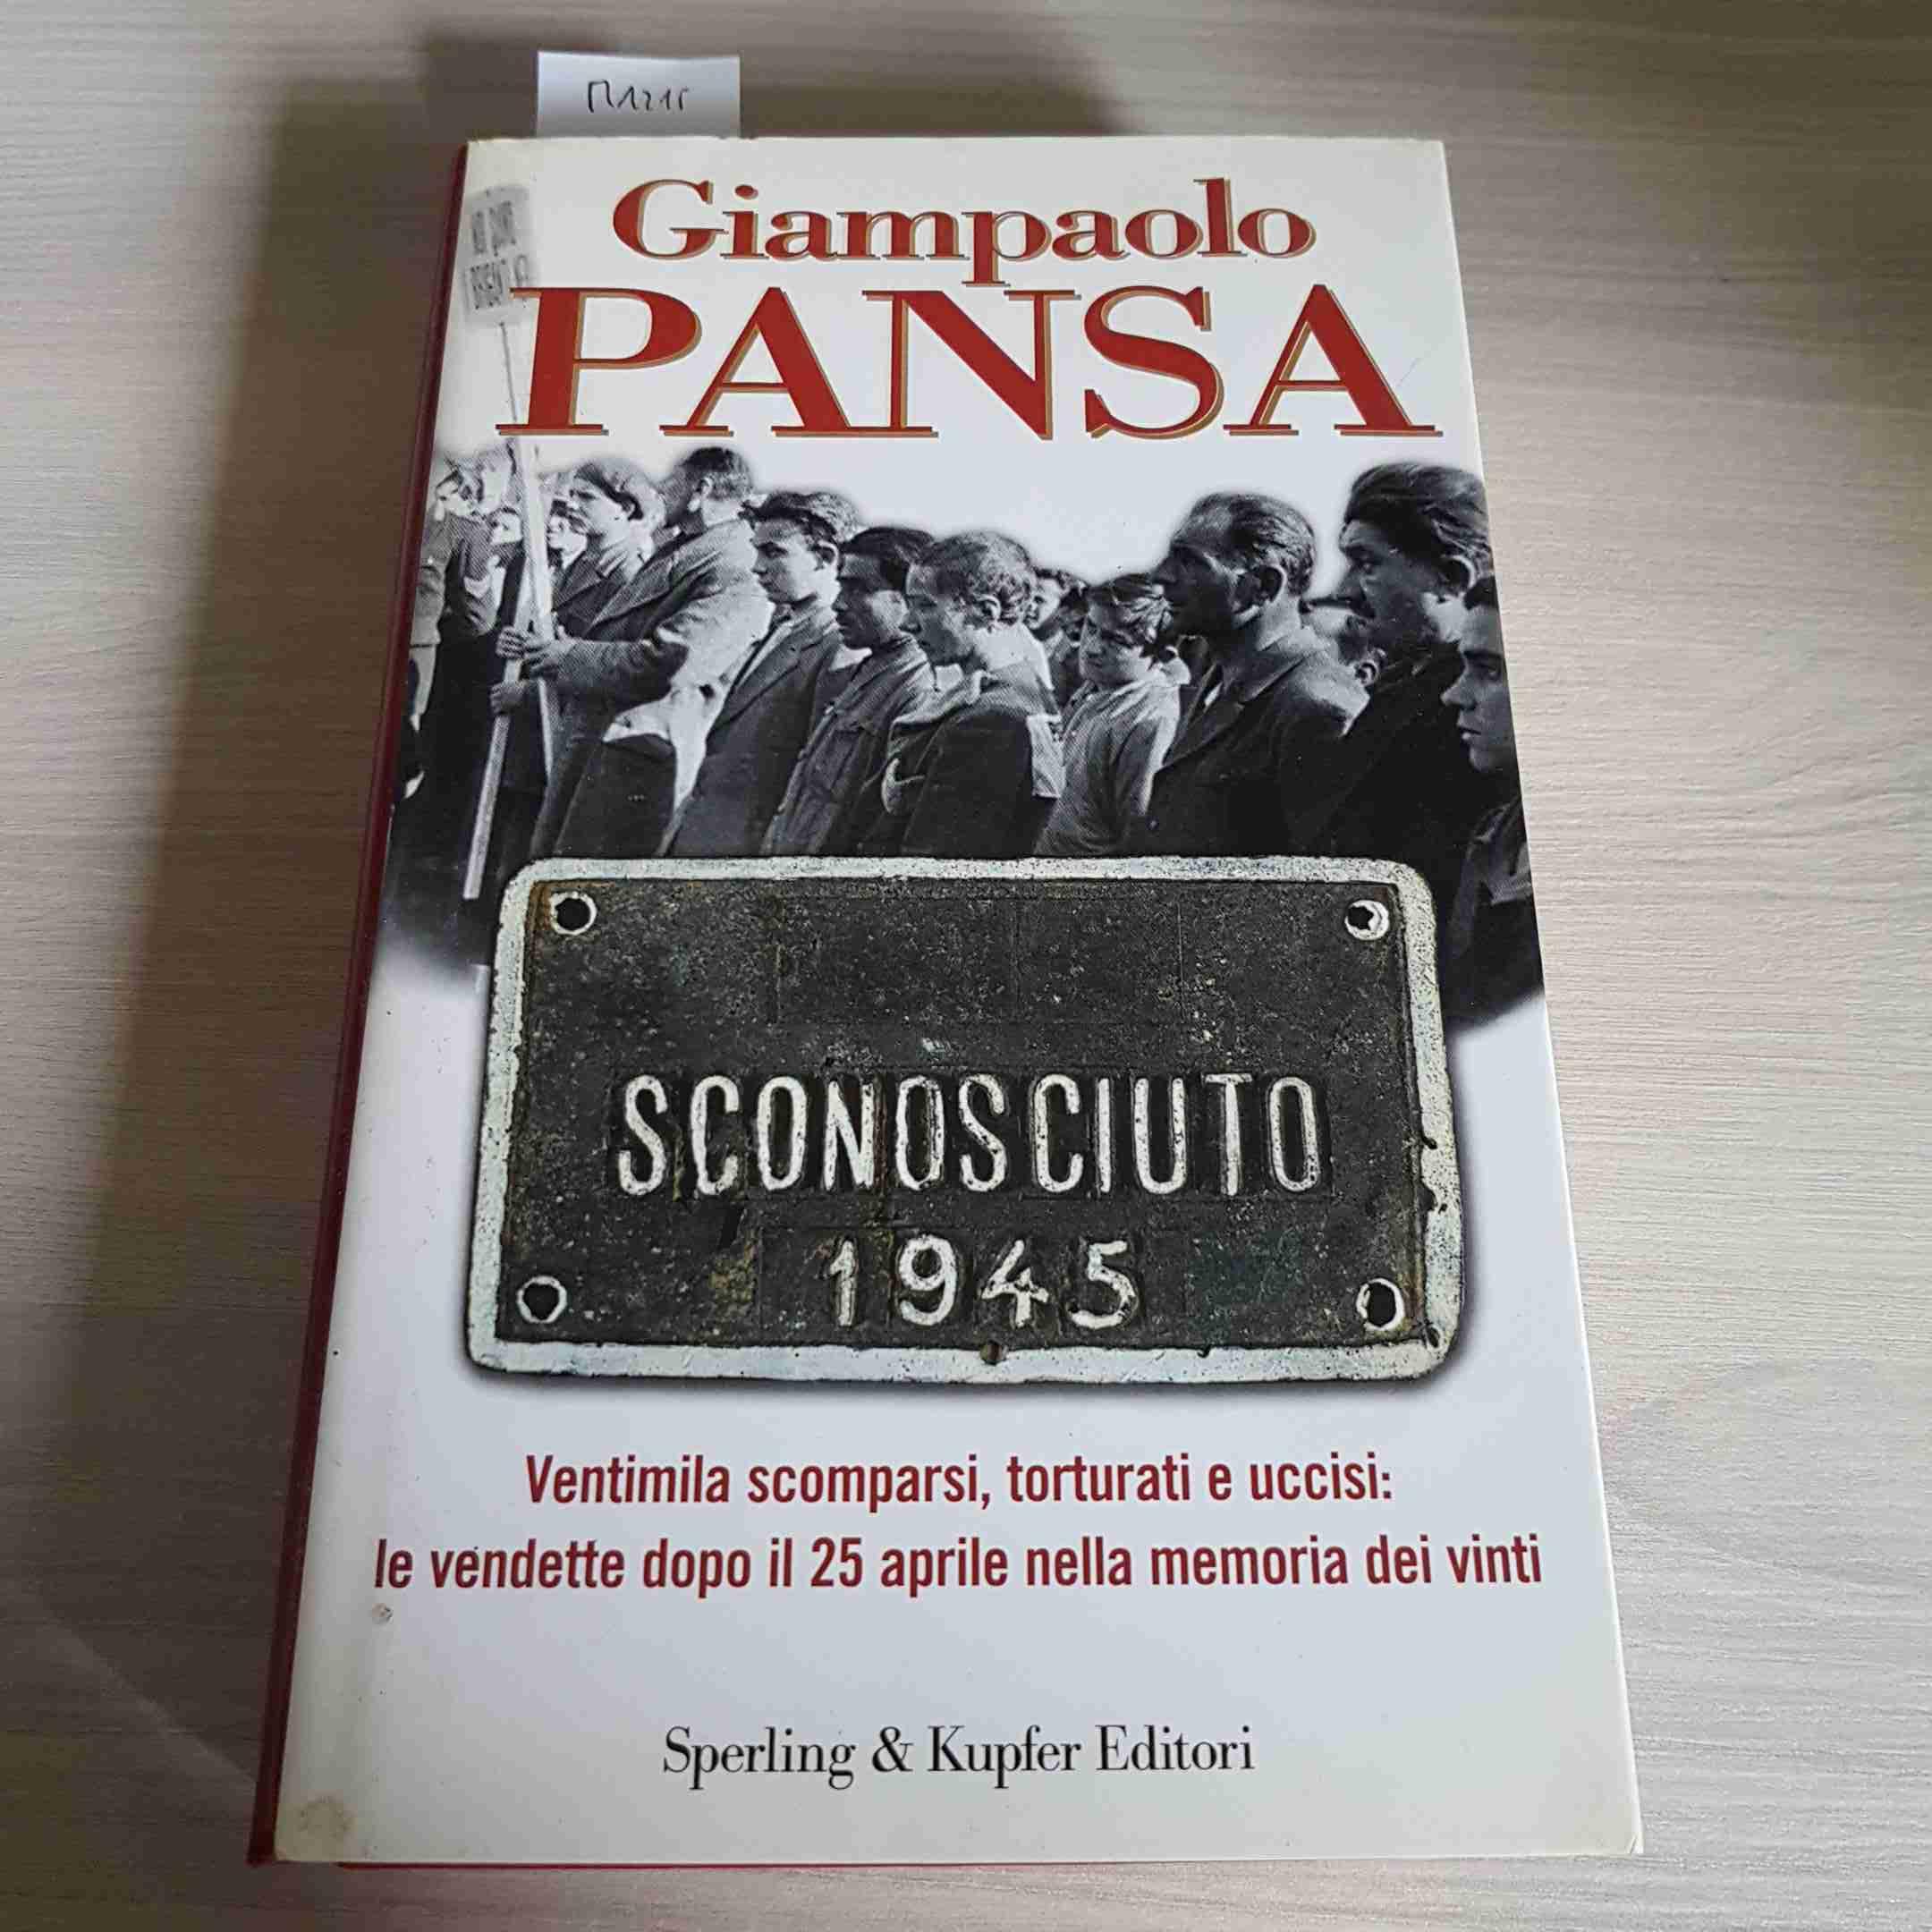 Giampaolo
PANSA
SCONOSCIUTO
1945
Ventimila scomparsi, torturati e uccisi:
le vendette dopo il 25 aprile nella memoria dei vinti
Sperling & Kupfer Editori